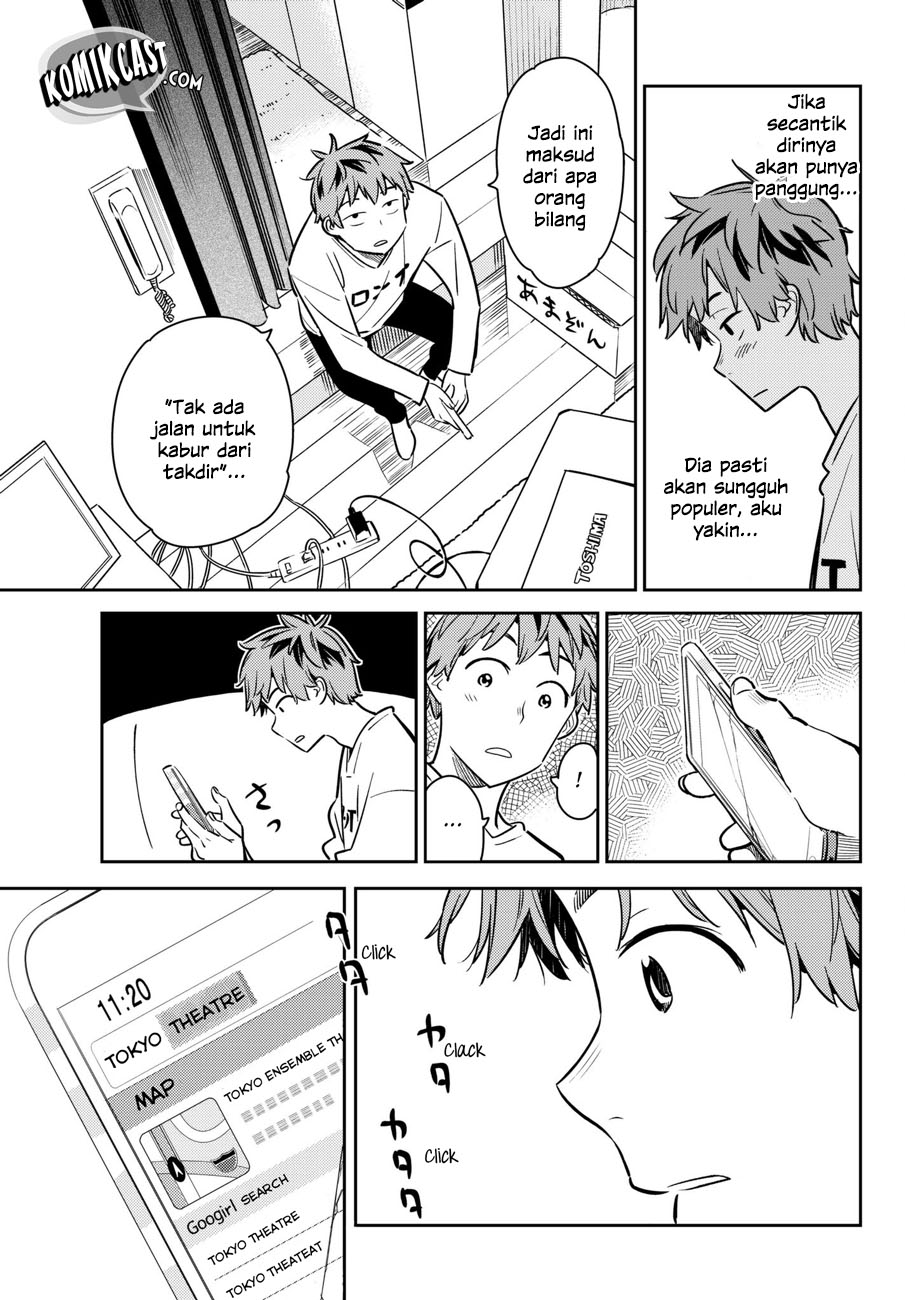 KOMIKCAST
.COM
Jika
secantik
dirinya
akan punya
panggung...
Dia pasti
akan sungguh
populer, aku
yakin...
T
Jadi ini
maksud
dari apa
orang
bilang
ロンT
あまぞん
"Tak ada
jalan untuk
kabur dari
takdir"...
TOSHIMA
!
...
さっ
T
Click
タタ
Clack
カタ
Click
カタタ
11:20
TOKYO THEATRE
MAP
TOKYO ENSEMBLE TH
Googirl SEARCH
TOKYO THEATRE
TOKYO THEATEAT